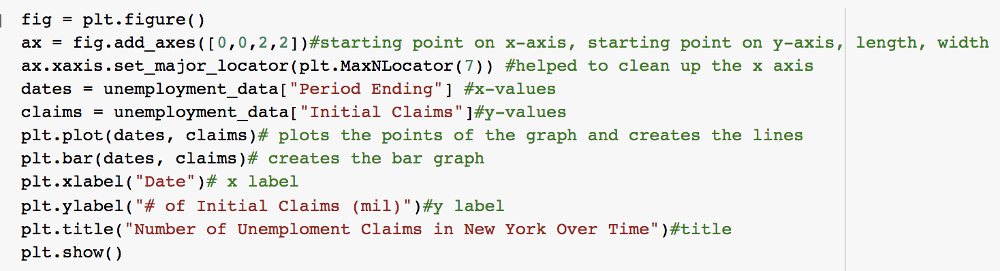 fig = plt.figure()
ax = fig.add_axes([0,0,2,2])#starting point on x-axis, starting point on y-axis, length, width
ax.xaxis.set_major_locator(plt.MaxNLocator(7)) #helped to clean up the x axis
dates = unemployment_data["Period Ending"] #x-values
claims = unemployment_data["Initial Claims"]#y-values
plt.plot(dates, claims)# plots the points of the graph and creates the lines
plt.bar(dates, claims)# creates the bar graph
plt.xlabel("Date")# x label
plt.ylabel("# of Initial Claims (mil)")#y label
plt.title("Number of Unemploment Claims in New York Over Time")#title
plt.show()